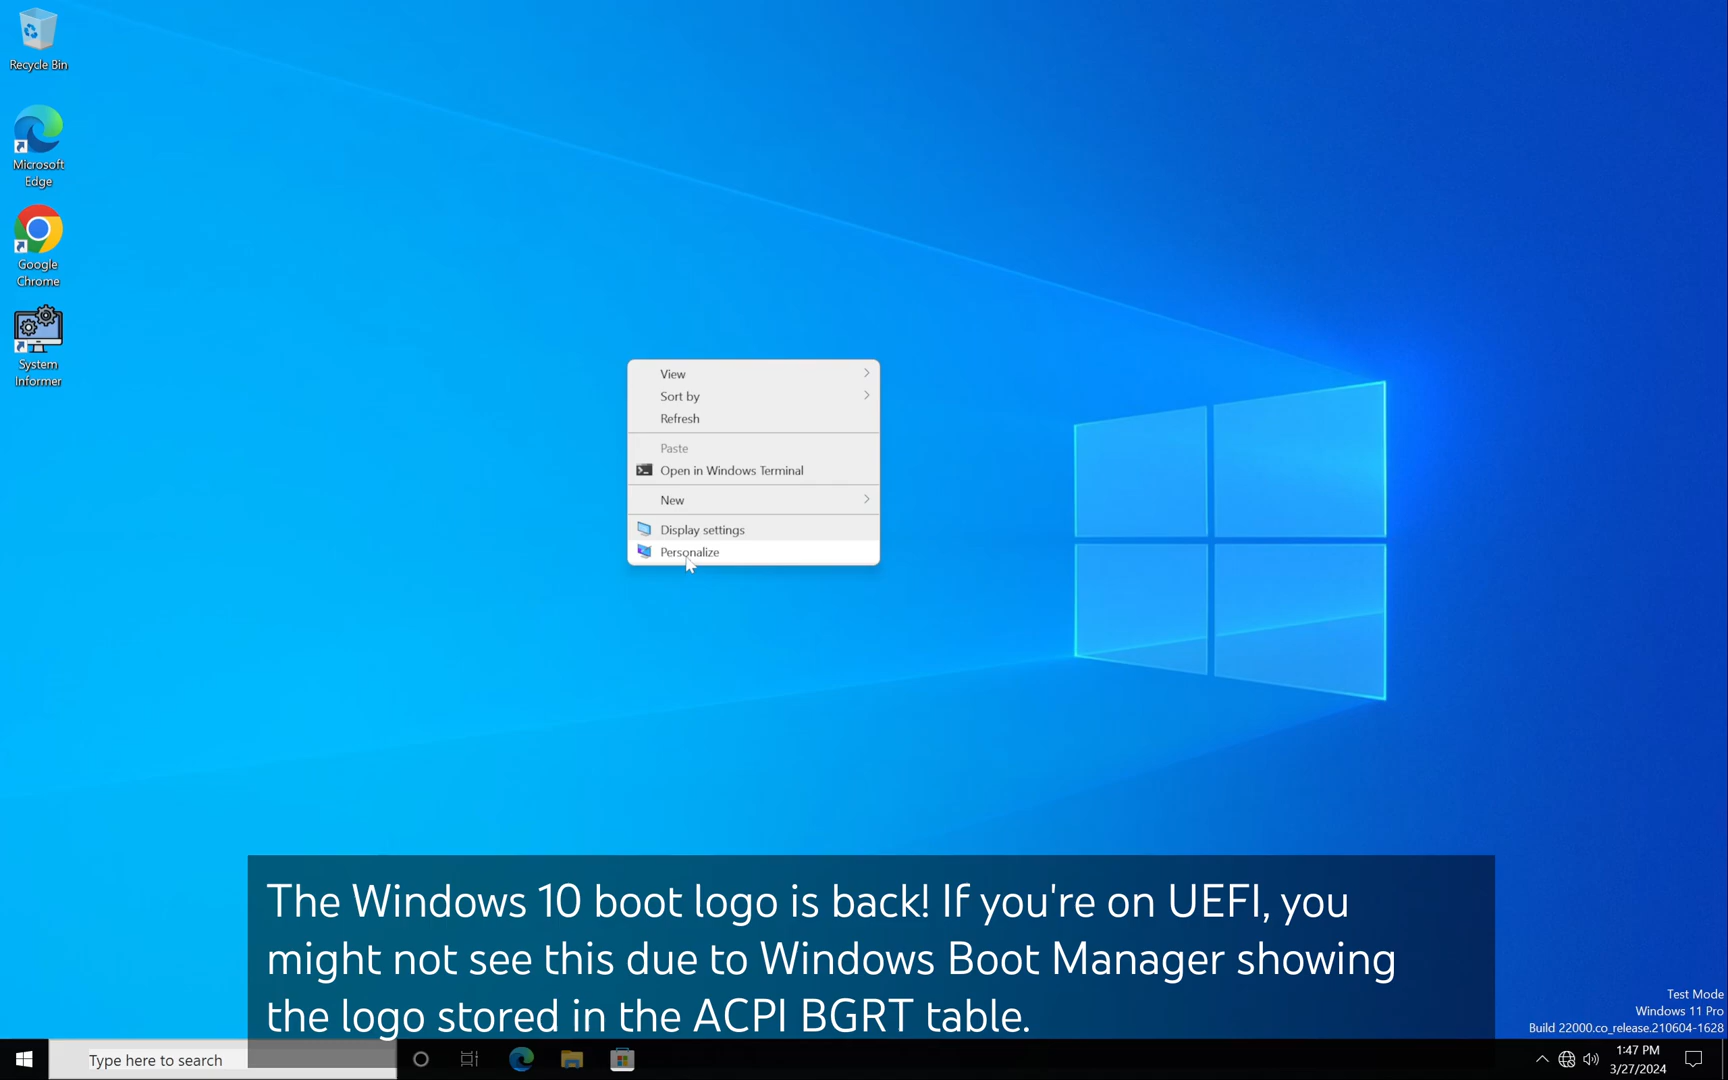 Recycle Bin
Microsoft
Edge
Google
Chrome
System
Informer
View
Sort by
Refresh
Paste
Open in Windows Terminal
New
Display settings
Personalize
The Windows 10 boot logo is back! If you're on UEFI, you
might not see this due to Windows Boot Manager showing
the logo stored in the ACPI BGRT table.
Test Mode
Windows 11 Pro
Build 22000.co_release.210604-1628
Type here to search
1:47 PM
3/27/2024